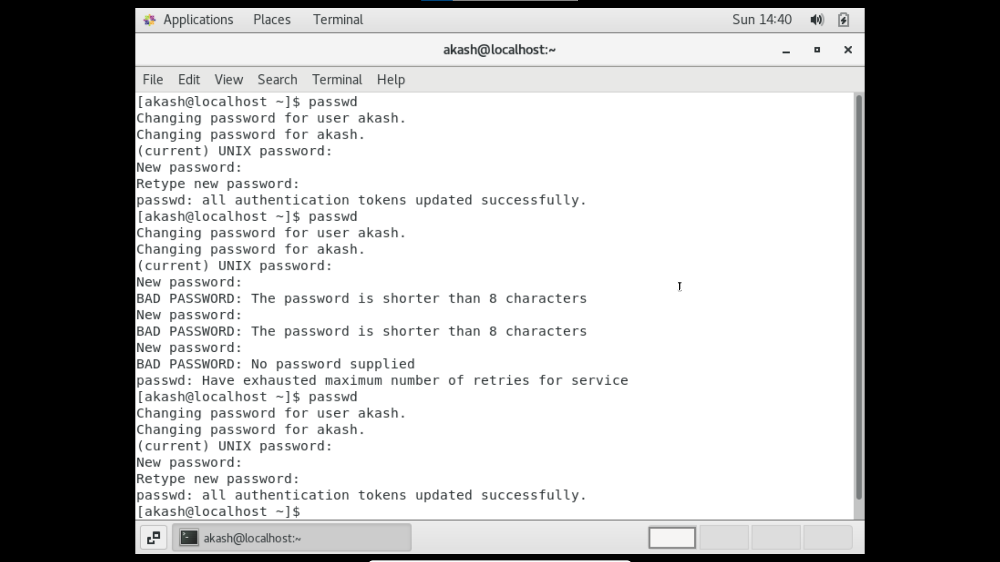 Applications Places Terminal Sun 14:40
akash@localhost:~
File Edit View Search Terminal Help
[akash@localhost ~]$ passwd
Changing password for user akash.
Changing password for akash.
(current) UNIX password:
New password:
Retype new password:
passwd: all authentication tokens updated successfully.
[akash@localhost ~]$ passwd
Changing password for user akash.
Changing password for akash.
(current) UNIX password:
New password:
BAD PASSWORD: The password is shorter than 8 characters
New password:
BAD PASSWORD: The password is shorter than 8 characters
New password:
BAD PASSWORD: No password supplied
passwd: Have exhausted maximum number of retries for service
[akash@localhost ~]$ passwd
Changing password for user akash.
Changing password for akash.
(current) UNIX password:
New password:
Retype new password:
passwd: all authentication tokens updated successfully.
[akash@localhost ~]$
akash@localhost:~